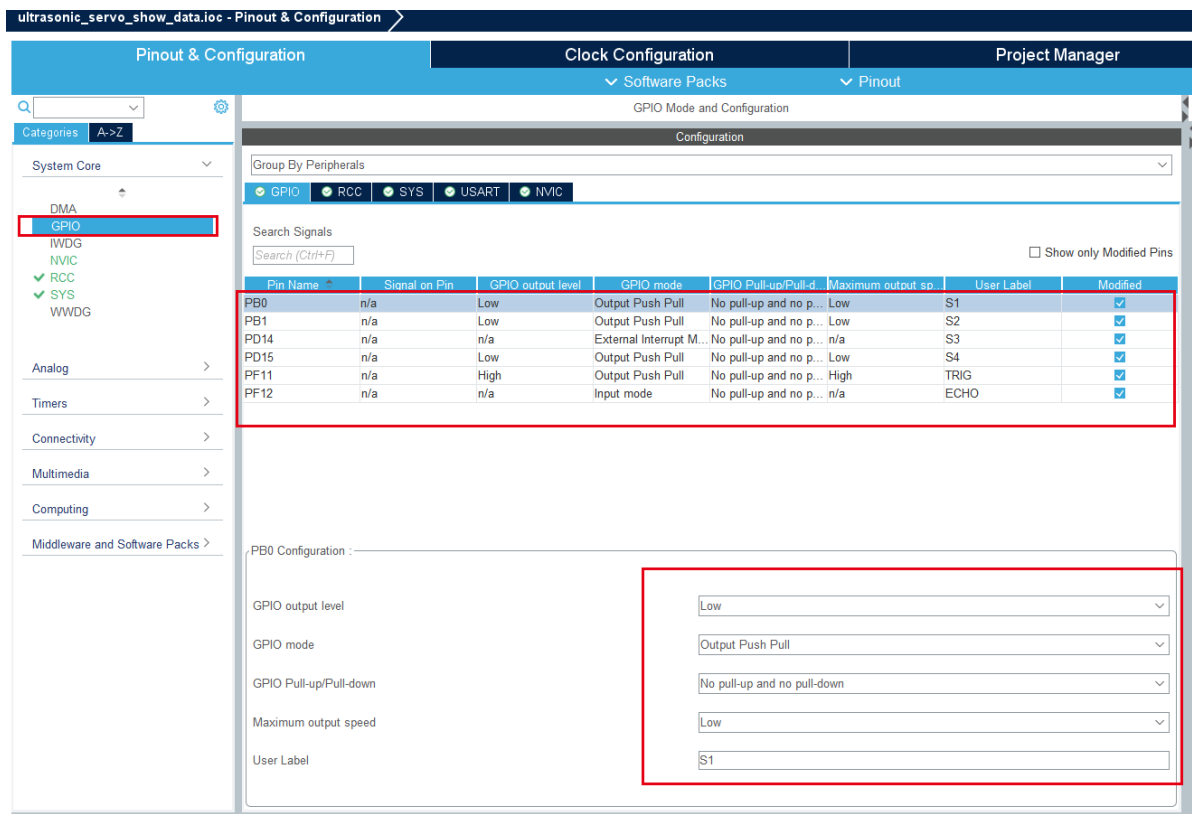 ultrasonic_servo_show_data.ioc - Pinout & Configuration
Pinout & Configuration Clock Configuration Project Manager
Software Packs Pinout
GPIO Mode and Configuration
Categories A->Z
Configuration
System Core
Group By Peripherals
GPIO RCC SYS USART NVIC
DMA
GPIO
IWDG
NVIC
RCC
SYS
WWDG
Search Signals
Search (Ctrl+F) Show only Modified Pins
Pin Name Signal on Pin GPIO output level GPIO mode GPIO Pull-up/Pull-d... Maximum output sp... User Label Modified
PB0 n/a Low Output Push Pull No pull-up and no p... Low S1
PB1 n/a Low Output Push Pull No pull-up and no p... Low S2
PD14 n/a n/a External Interrupt M... No pull-up and no p... n/a S3
PD15 n/a Low Output Push Pull No pull-up and no p... Low S4
PF11 n/a High Output Push Pull No pull-up and no p... High TRIG
PF12 n/a n/a Input mode No pull-up and no p... n/a ECHO
Analog
Timers
Connectivity
Multimedia
Computing
Middleware and Software Packs
PB0 Configuration :
GPIO output level Low
GPIO mode Output Push Pull
GPIO Pull-up/Pull-down No pull-up and no pull-down
Maximum output speed Low
User Label S1